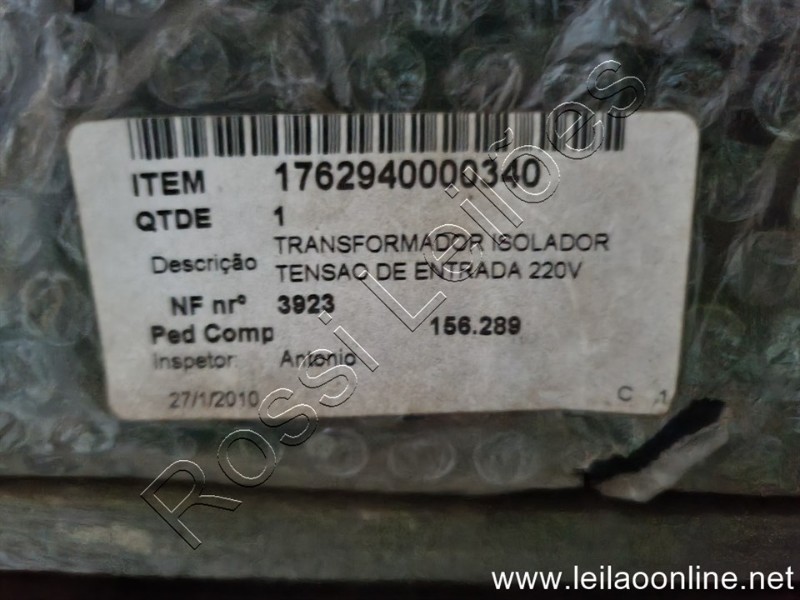 ITEM 1762940000340
QTDE 1
Descrição TRANSFORMADOR ISOLADOR
TENSAO DE ENTRADA 220V
NF nrº 3923
Ped Comp 156.289
Inspetor: Antonio
27/1/2010 C 1
Rossi Leilões
www.leilaoonline.net